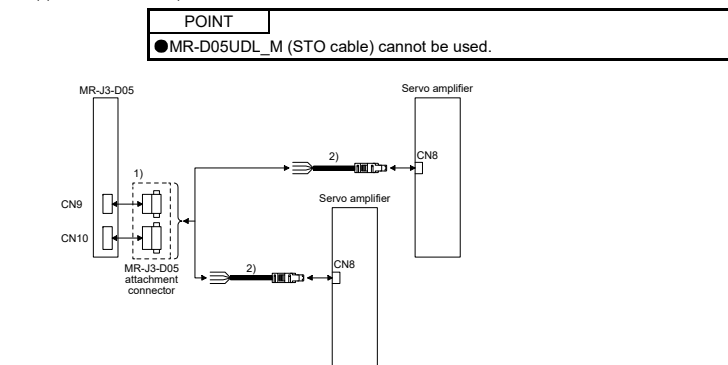 POINT
●MR-D05UDL_M (STO cable) cannot be used.
MR-J3-D05
Servo amplifier
1)
2)
CN8
CN9
Servo amplifier
CN10
MR-J3-D05
attachment
connector
2)
CN8